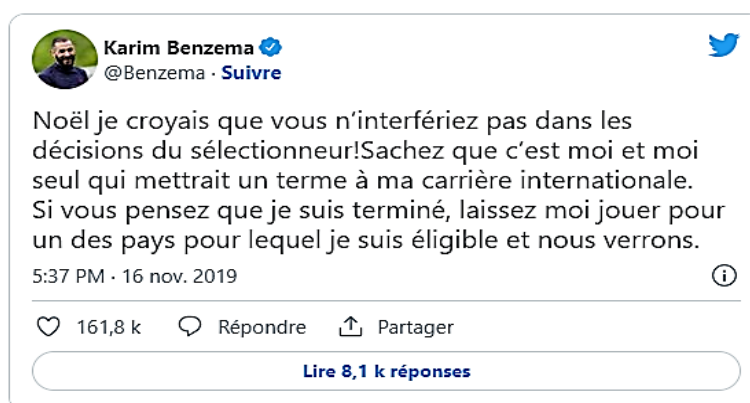 Karim Benzema
@Benzema · Suivre
Noël je croyais que vous n'interfériez pas dans les
décisions du sélectionneur!Sachez que c'est moi et moi
seul qui mettrait un terme à ma carrière internationale.
Si vous pensez que je suis terminé, laissez moi jouer pour
un des pays pour lequel je suis éligible et nous verrons.
5:37 PM · 16 nov. 2019
161,8 k Répondre Partager
Lire 8,1 k réponses